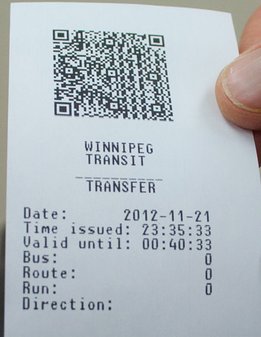 WINNIPEG
TRANSIT
TRANSFER
Date: 2012-11-21
Time issued: 23:35:33
Valid until: 00:40:33
Bus: 0
Route: 0
Run: 0
Direction: